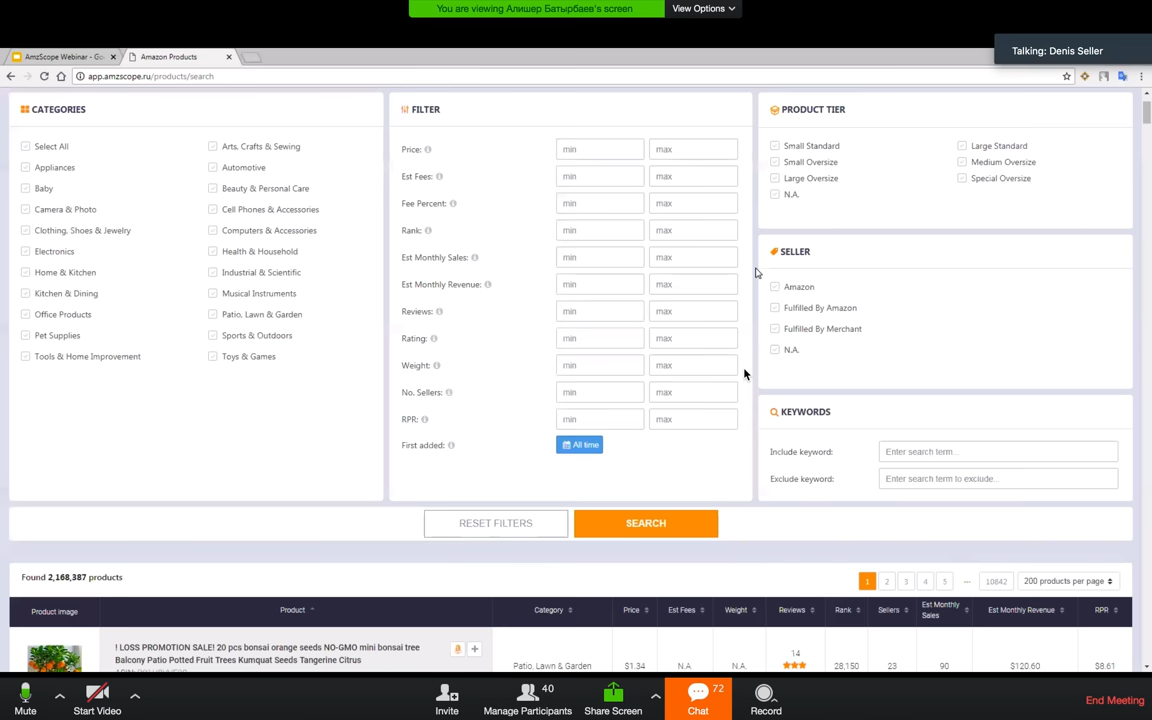 You are viewing Алишер Батырбаев's screen
View Options
Talking: Denis Seller
Amazon Products
app.amzscope.ru/products/search
CATEGORIES
Select All
Arts, Crafts & Sewing
Appliances
Automotive
Baby
Beauty & Personal Care
Camera & Photo
Cell Phones & Accessories
Clothing, Shoes & Jewelry
Computers & Accessories
Electronics
Health & Household
Home & Kitchen
Industrial & Scientific
Kitchen & Dining
Musical Instruments
Office Products
Patio, Lawn & Garden
Pet Supplies
Sports & Outdoors
Tools & Home Improvement
Toys & Games
FILTER
Price: min max
Est Fees: min max
Fee Percent: min max
Rank: min max
Est Monthly Sales: min max
Est Monthly Revenue: min max
Reviews: min max
Rating: min max
Weight: min max
No. Sellers: min max
RPR: min max
First added: All time
PRODUCT TIER
Small Standard
Large Standard
Small Oversize
Medium Oversize
Large Oversize
Special Oversize
N.A.
SELLER
Amazon
Fulfilled By Amazon
Fulfilled By Merchant
N.A.
KEYWORDS
Include keyword: Enter search term...
Exclude keyword: Enter search term to exclude...
RESET FILTERS
SEARCH
Found 2,168,387 products
1 2 3 4 5 ... 10842 200 products per page
Product image Product Category Price Est Fees Weight Reviews Rank Sellers Est Monthly Sales Est Monthly Revenue RPR
! LOSS PROMOTION SALE! 20 pcs bonsai orange seeds NO-GMO mini bonsai tree
Balcony Patio Potted Fruit Trees Kumquat Seeds Tangerine Citrus
Patio, Lawn & Garden $1.34 N.A. N.A. 14 28,150 23 90 $120.60 $8.61
Mute
Start Video
Invite
40
Manage Participants
Share Screen
72
Chat
Record
End Meeting